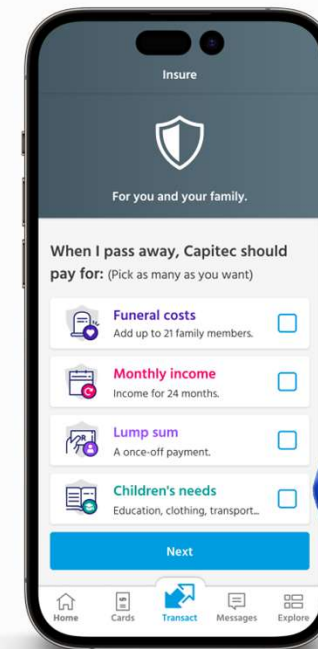 Insure
For you and your family.
When I pass away, Capitec should
pay for: (Pick as many as you want)
Funeral costs
Add up to 21 family members.
Monthly income
Income for 24 months.
Lump sum
A once-off payment.
Children's needs
Education, clothing, transport...
Next
Home Cards Transact Messages Explore